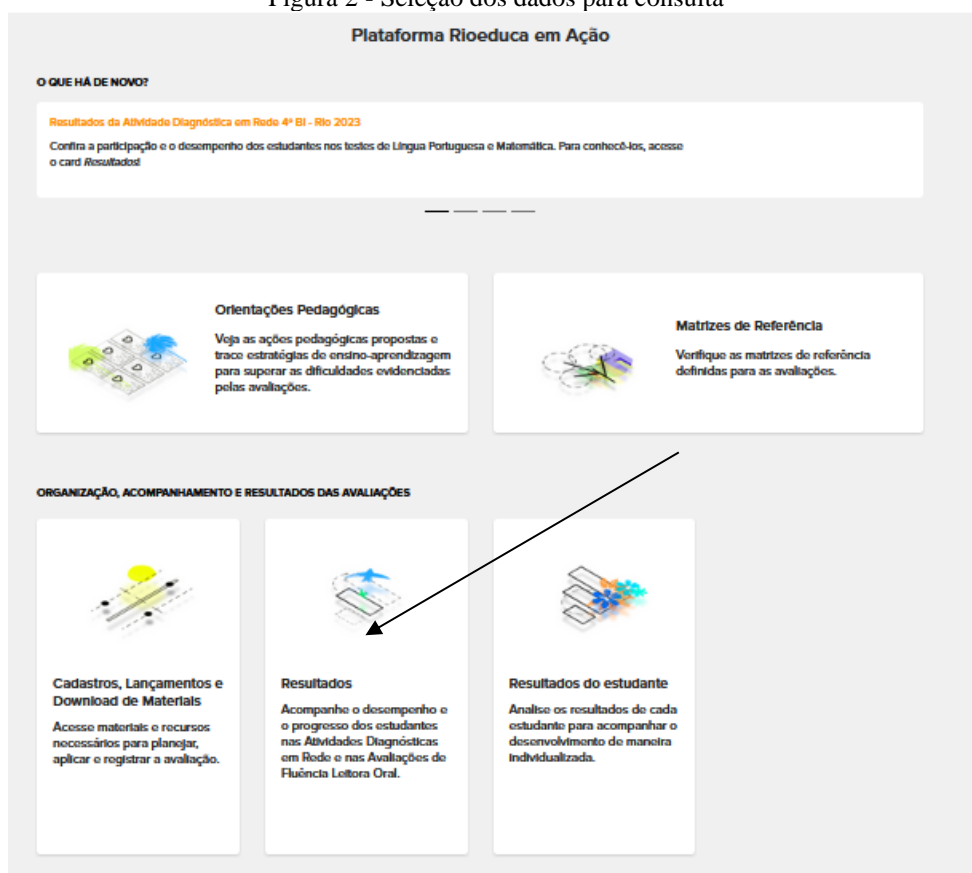 Figura 2 - Seleção dos dados para consulta
Plataforma Rioeduca em Ação
O QUE HÁ DE NOVO?
Resultados da Atividade Diagnóstica em Rede 4º BI - Rio 2023
Confira a participação e o desempenho dos estudantes nos testes de Língua Portuguesa e Matemática. Para conhecê-los, acesse
o card Resultados!
Orientações Pedagógicas
Veja as ações pedagógicas propostas e
trace estratégias de ensino-aprendizagem
para superar as dificuldades evidenciadas
pelas avaliações.
Matrizes de Referência
Verifique as matrizes de referência
definidas para as avaliações.
ORGANIZAÇÃO, ACOMPANHAMENTO E RESULTADOS DAS AVALIAÇÕES
Cadastros, Lançamentos e
Download de Materiais
Acesse materiais e recursos
necessários para planejar,
aplicar e registrar a avaliação.
Resultados
Acompanhe o desempenho e
o progresso dos estudantes
nas Atividades Diagnósticas
em Rede e nas Avaliações de
Fluência Leitora Oral.
Resultados do estudante
Analise os resultados de cada
estudante para acompanhar o
desenvolvimento de maneira
individualizada.